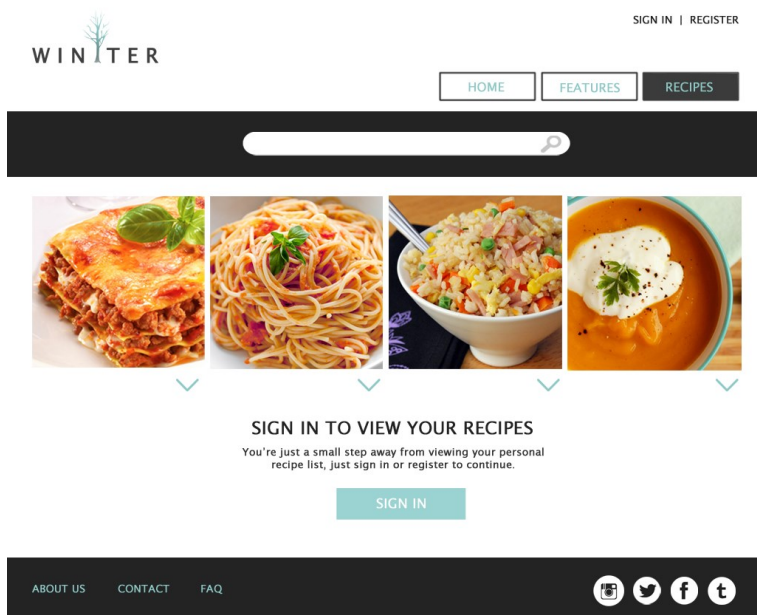 SIGN IN | REGISTER
WINTER
HOME
FEATURES
RECIPES
SIGN IN TO VIEW YOUR RECIPES
You're just a small step away from viewing your personal
recipe list, just sign in or register to continue.
SIGN IN
ABOUT US
CONTACT
FAQ